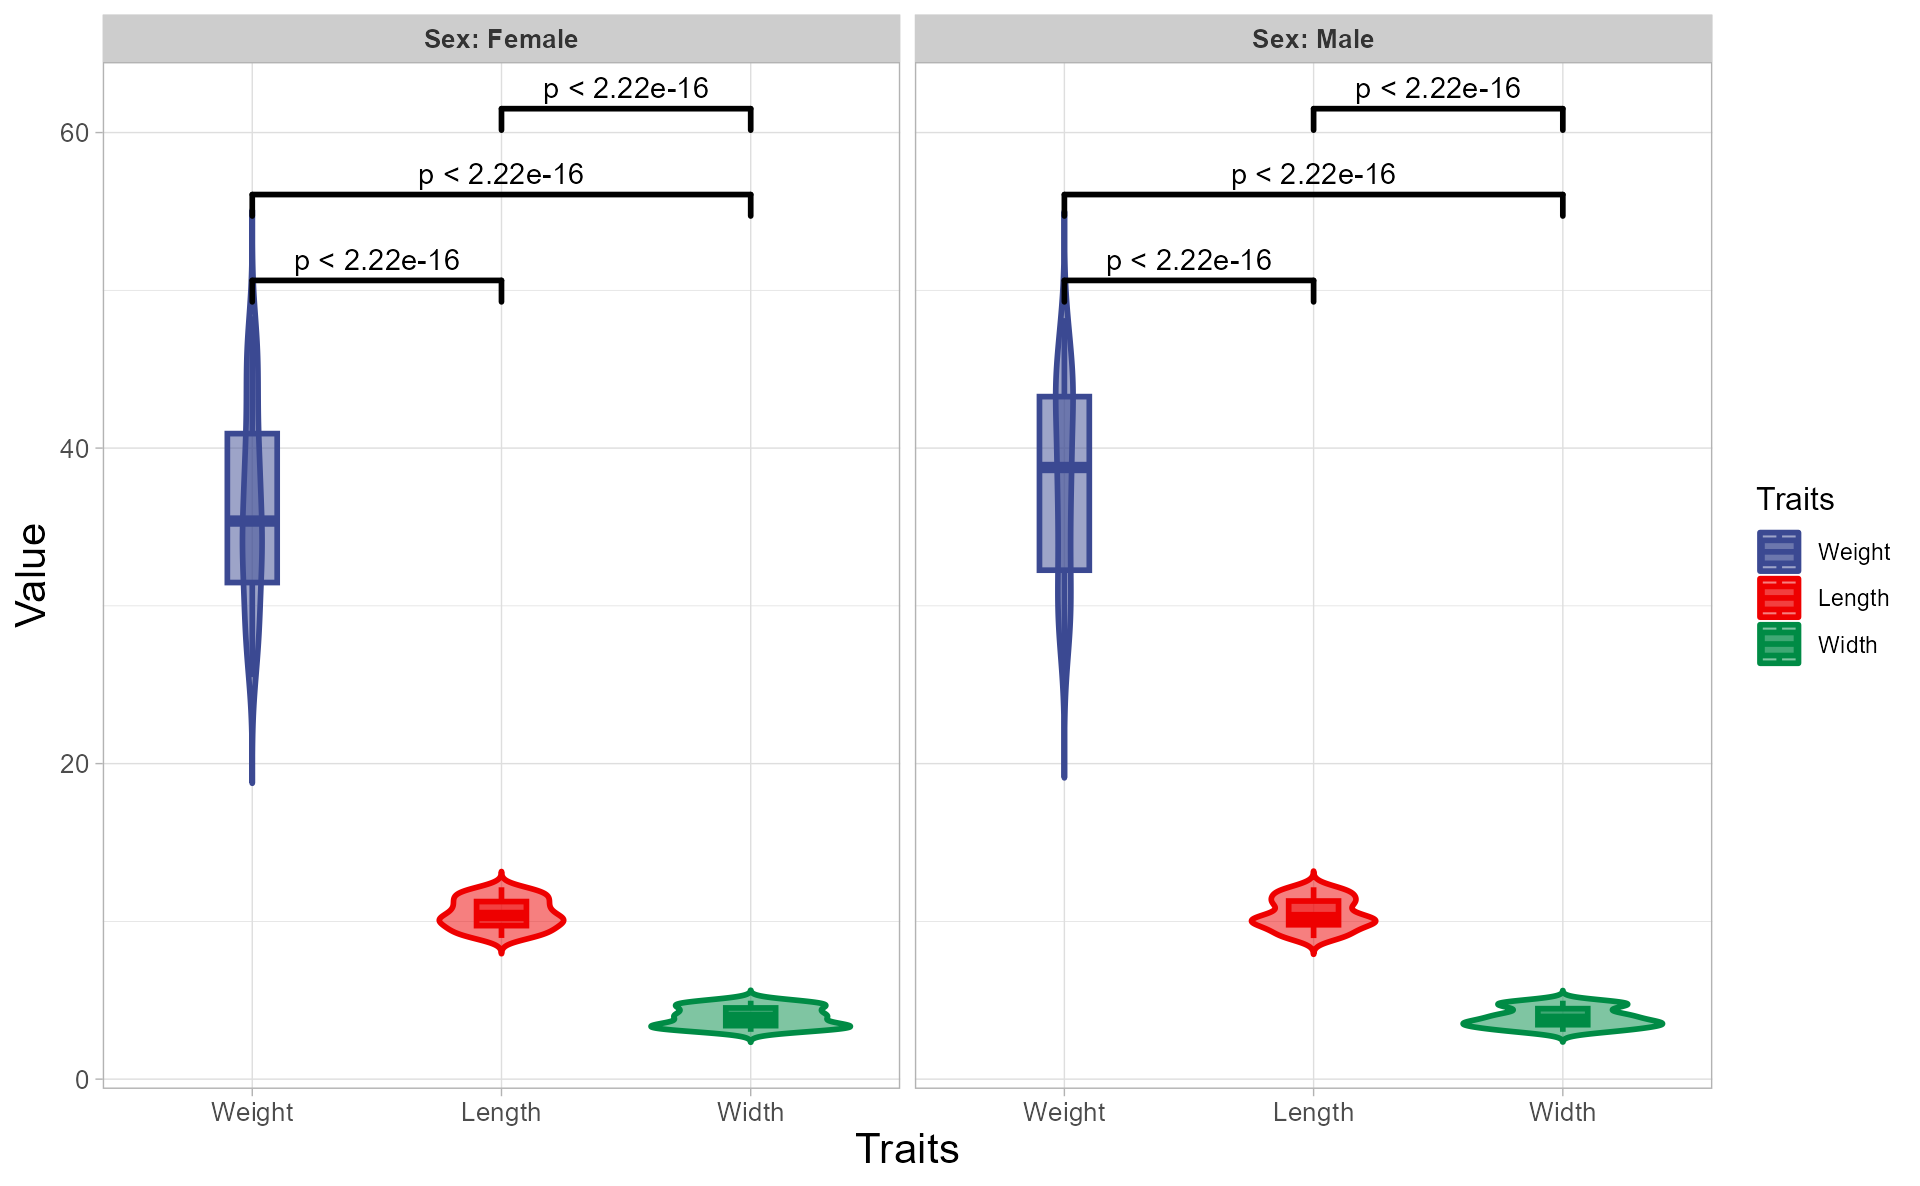 Sex: Female
Sex: Male
p < 2.22e-16
p < 2.22e-16
p < 2.22e-16
p < 2.22e-16
p < 2.22e-16
p < 2.22e-16
60
40
20
0
Value
Weight
Length
Width
Weight
Length
Width
Traits
Traits
Weight
Length
Width